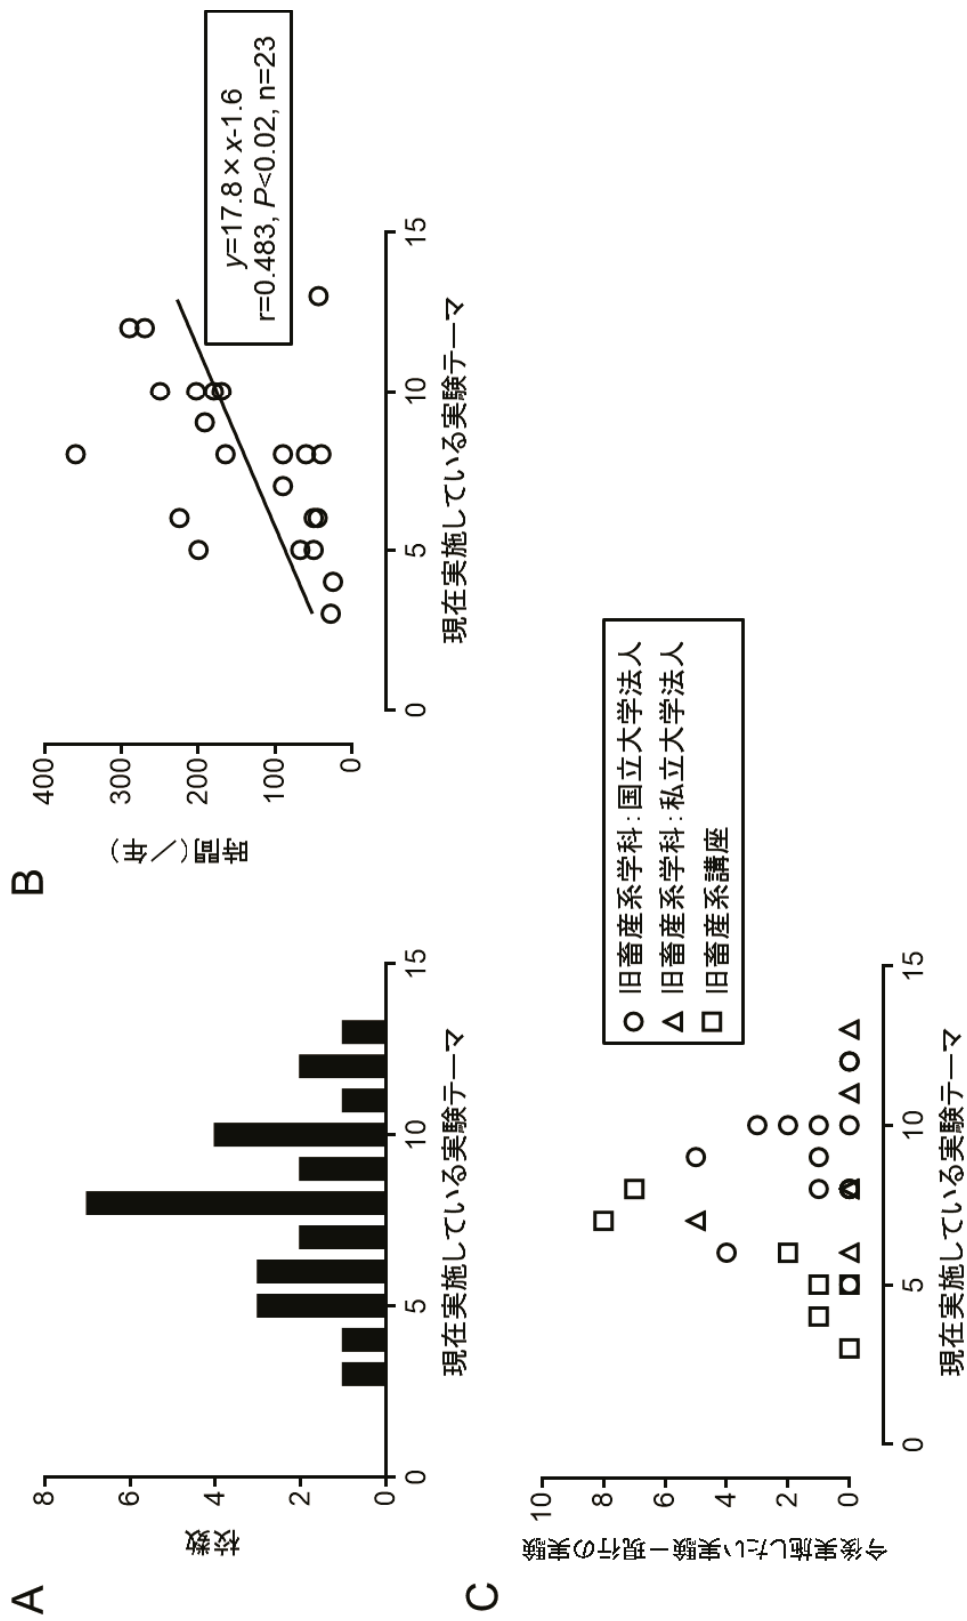 A
校数
8
6
4
2
0
0
5
10
15
現在実施している実験テーマ
B
時間(／年)
400
300
200
100
0
y=17.8×x-1.6
r=0.483, P<0.02, n=23
0
5
10
15
現在実施している実験テーマ
C
今後実施したい実験－現行の実験
10
8
6
4
2
0
0
5
10
15
現在実施している実験テーマ
旧畜産系学科:国立大学法人
旧畜産系学科:私立大学法人
旧畜産系講座